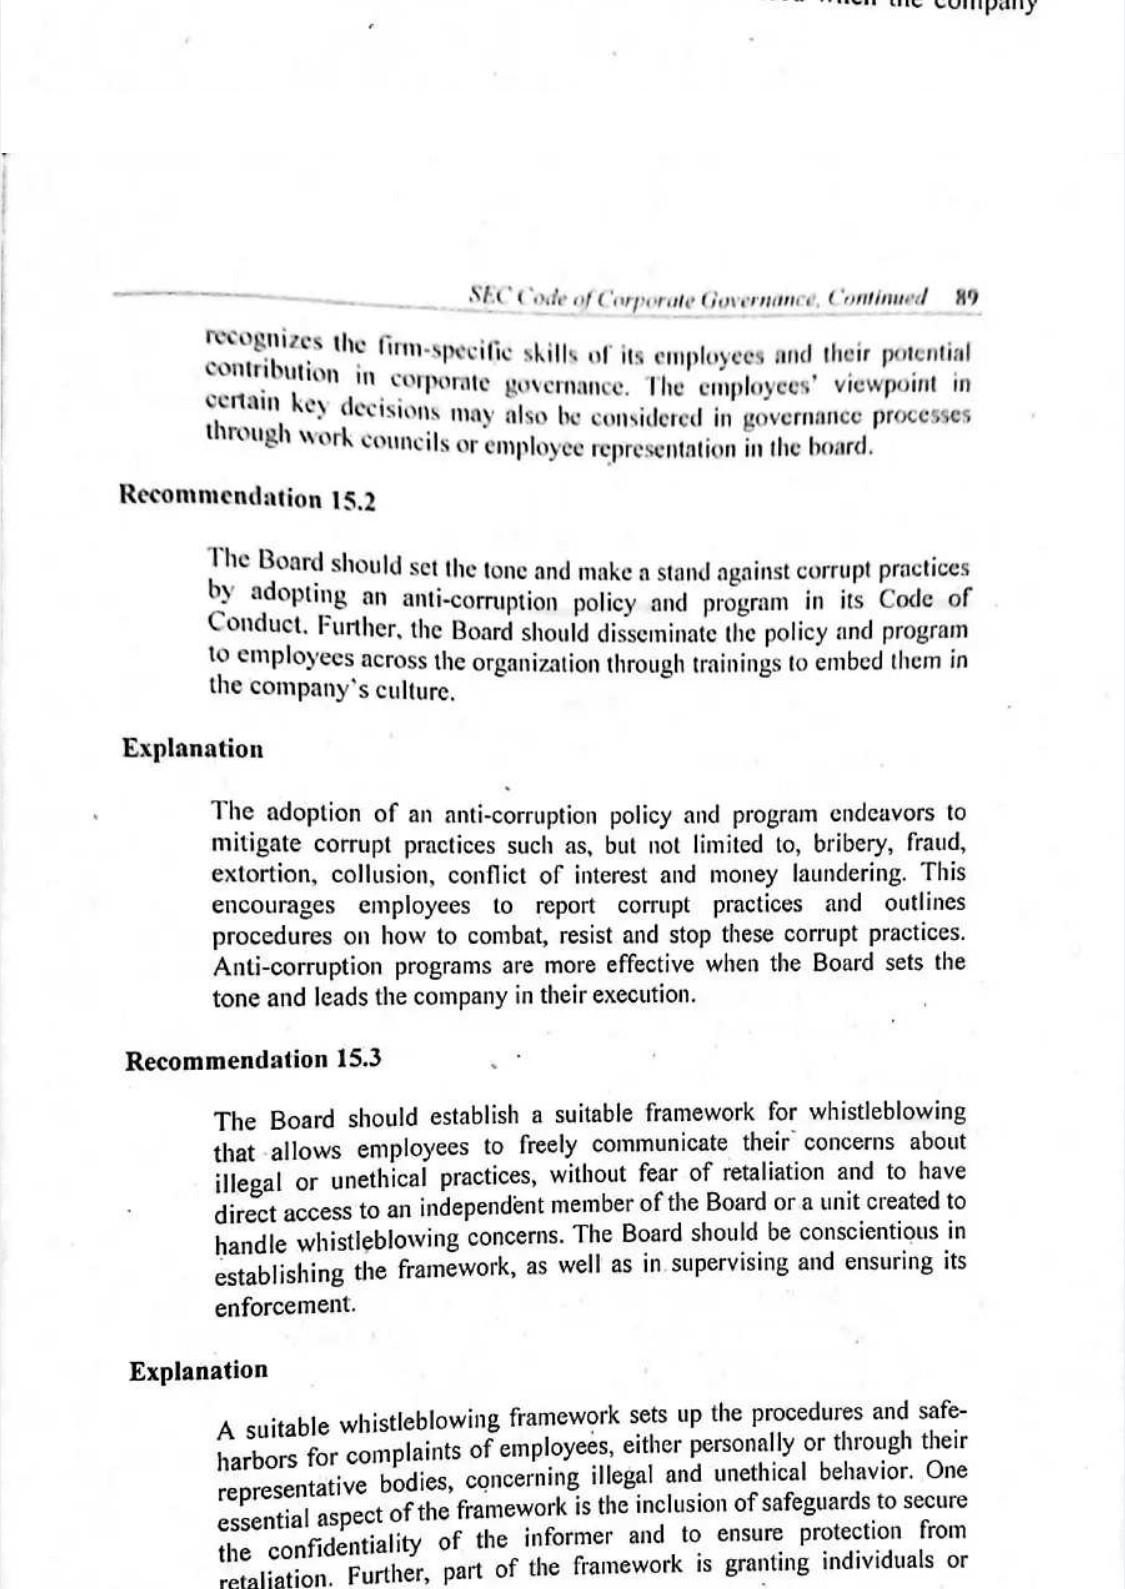 when the company
SEC Code of Corporate Governance, Continued 89
recognizes the firm-specific skills of its employees and their potential
contribution in corporate governance. The employees' viewpoint in
certain key decisions may also be considered in governance processes
through work councils or employee representation in the board.
Recommendation 15.2
The Board should set the tone and make a stand against corrupt practices
by adopting an anti-corruption policy and program in its Code of
Conduct. Further, the Board should disseminate the policy and program
to employees across the organization through trainings to embed them in
the company's culture.
Explanation
The adoption of an anti-corruption policy and program endeavors to
mitigate corrupt practices such as, but not limited to, bribery, fraud,
extortion, collusion, conflict of interest and money laundering. This
encourages employees to report corrupt practices and outlines
procedures on how to combat, resist and stop these corrupt practices.
Anti-corruption programs are more effective when the Board sets the
tone and leads the company in their execution.
Recommendation 15.3
The Board should establish a suitable framework for whistleblowing
that allows employees to freely communicate their concerns about
illegal or unethical practices, without fear of retaliation and to have
direct access to an independent member of the Board or a unit created to
handle whistleblowing concerns. The Board should be conscientious in
establishing the framework, as well as in supervising and ensuring its
enforcement.
Explanation
A suitable whistleblowing framework sets up the procedures and safe-
harbors for complaints of employees, either personally or through their
representative bodies, concerning illegal and unethical behavior. One
essential aspect of the framework is the inclusion of safeguards to secure
the confidentiality of the informer and to ensure protection from
retaliation. Further, part of the framework is granting individuals or